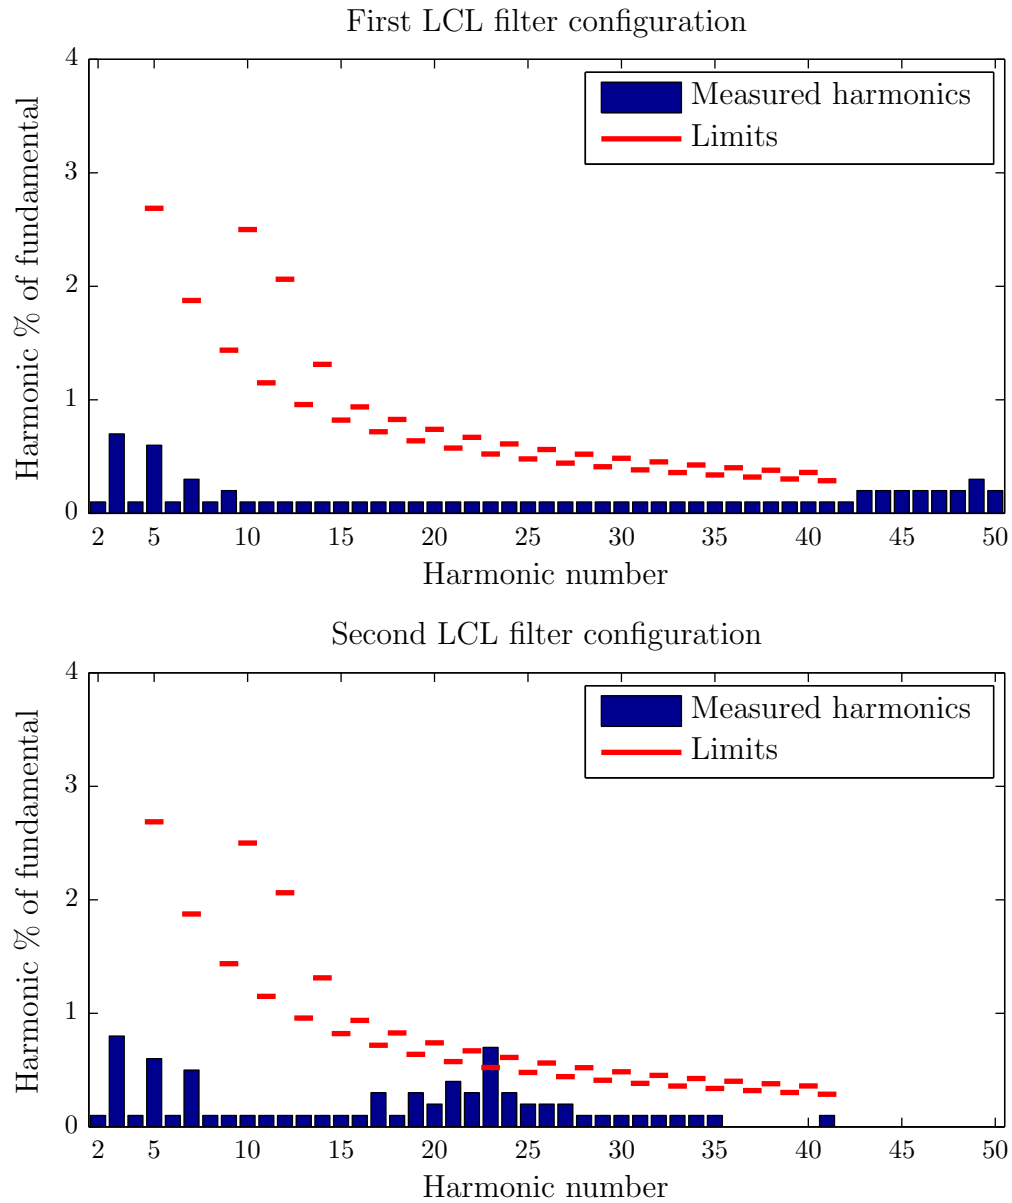 First LCL filter configuration
4
3
2
1
0
Harmonic % of fundamental
Measured harmonics
Limits
2 5 10 15 20 25 30 35 40 45 50
Harmonic number
Second LCL filter configuration
4
3
2
1
0
Harmonic % of fundamental
Measured harmonics
Limits
2 5 10 15 20 25 30 35 40 45 50
Harmonic number